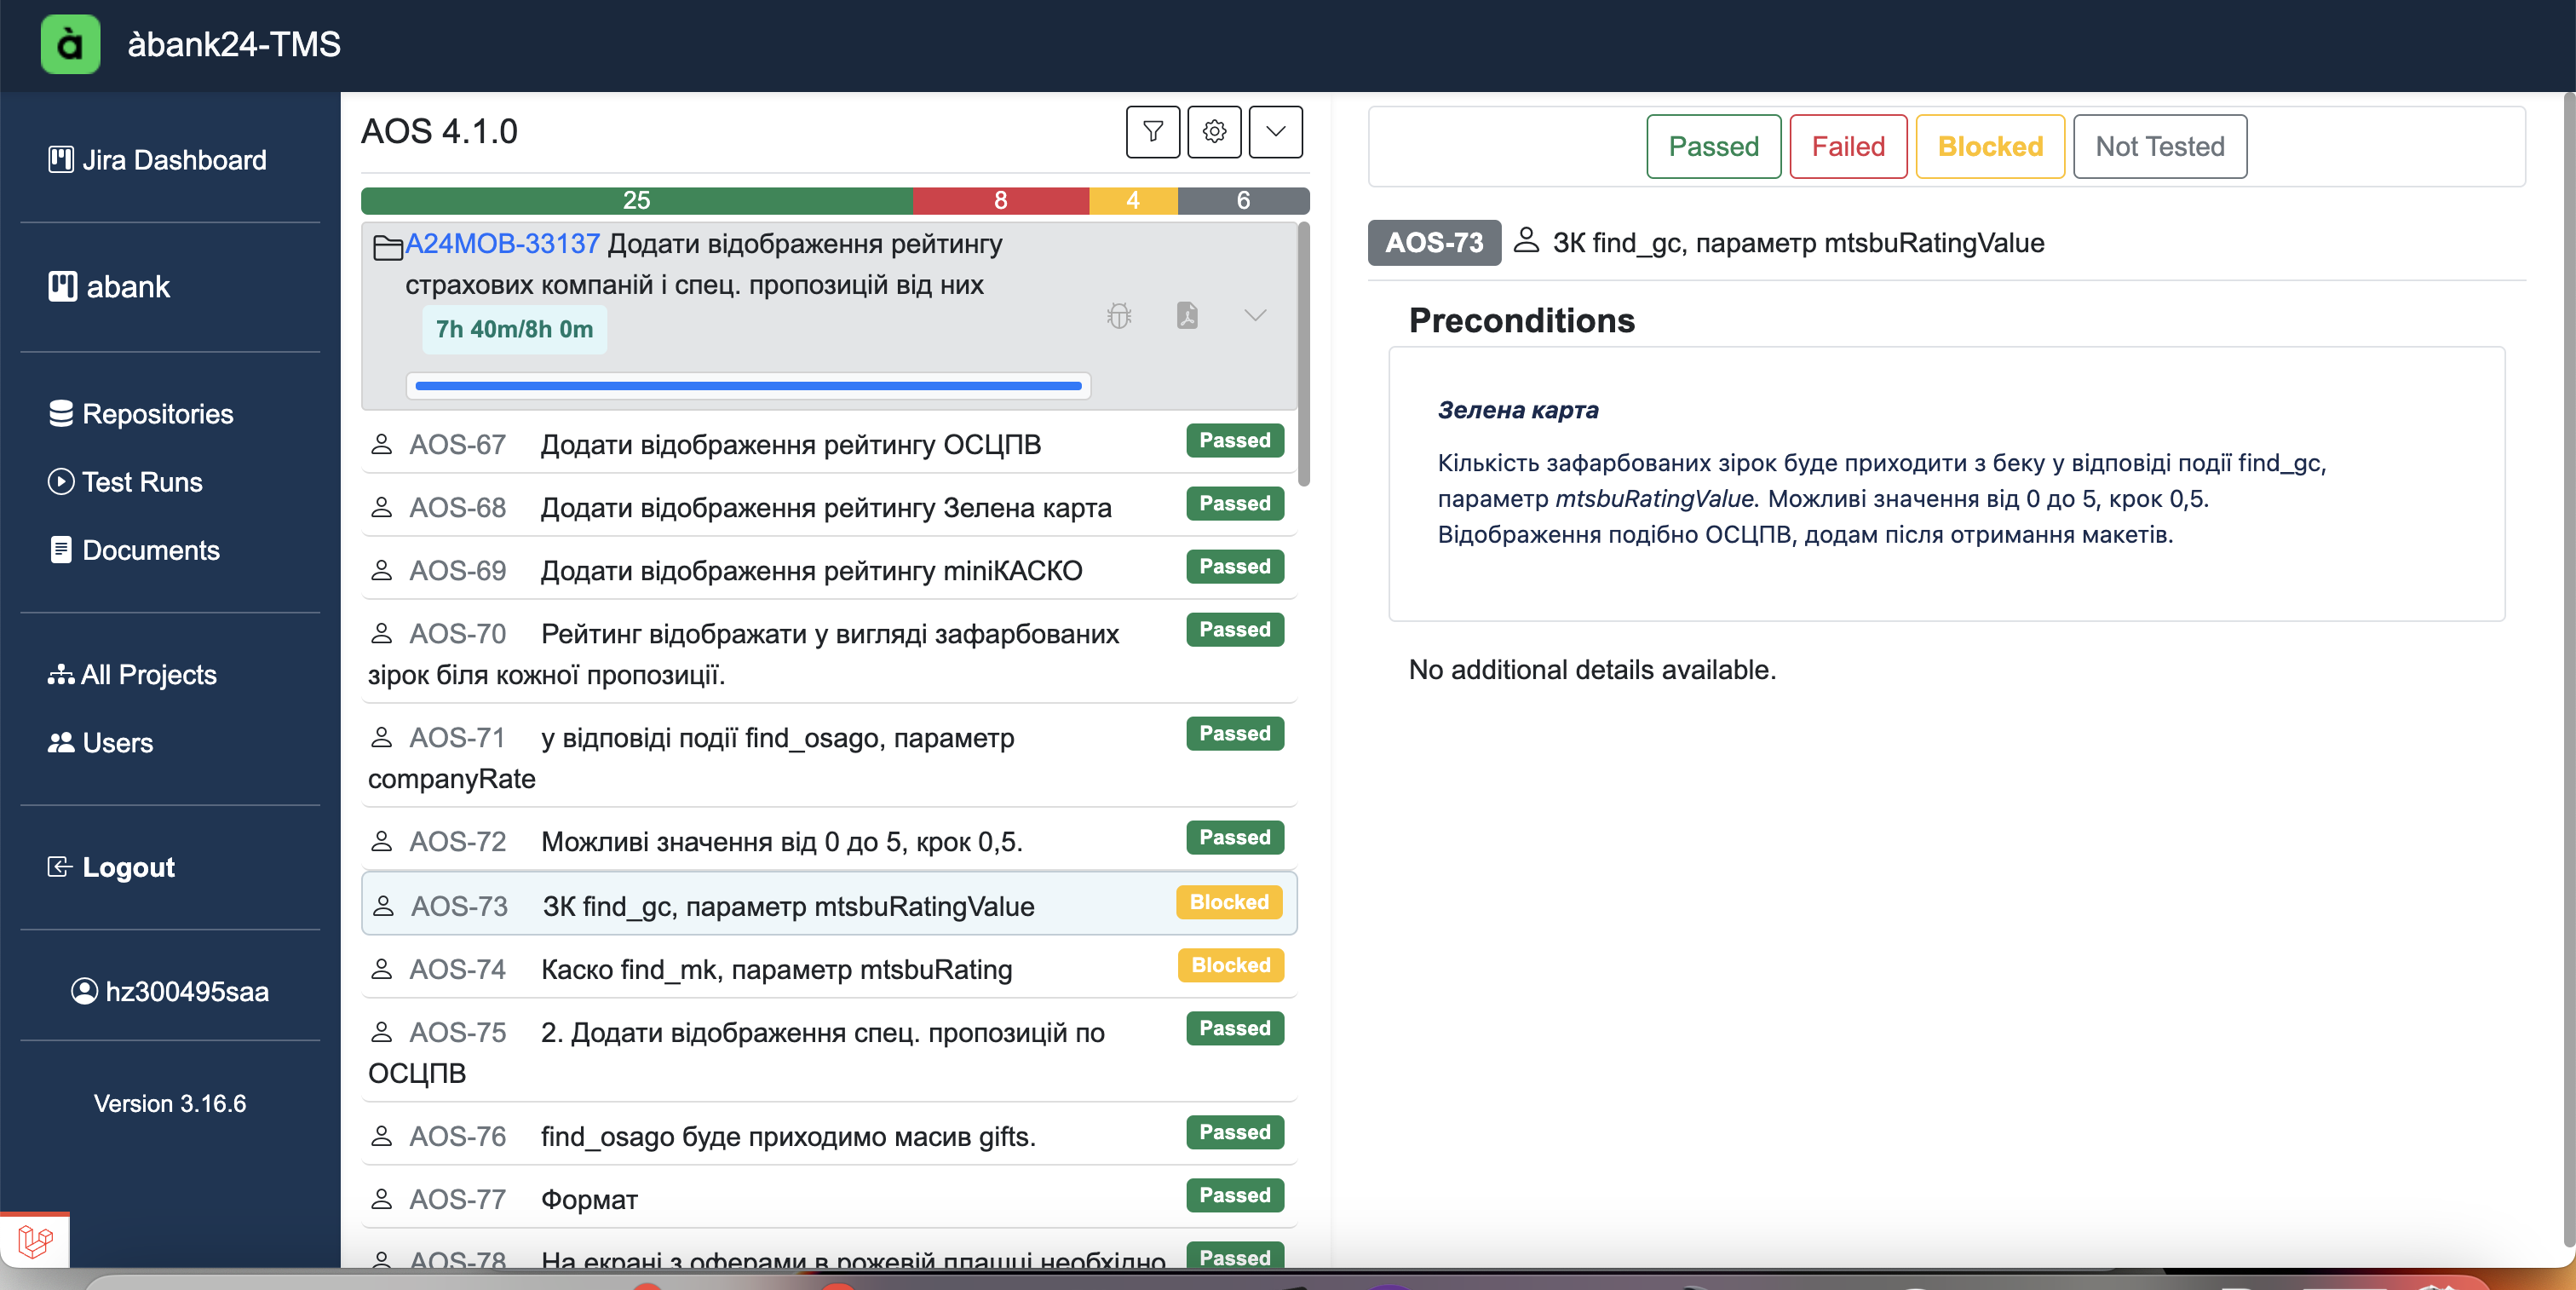 à àbank24-TMS
Jira Dashboard
abank
Repositories
Test Runs
Documents
All Projects
Users
Logout
hz300495saa
Version 3.16.6
AOS 4.1.0
25 8 4 6
A24MOB-33137 Додати відображення рейтингу
страхових компаній і спец. пропозицій від них
7h 40m/8h 0m
AOS-67 Додати відображення рейтингу ОСЦПВ Passed
AOS-68 Додати відображення рейтингу Зелена карта Passed
AOS-69 Додати відображення рейтингу miniКАСКО Passed
AOS-70 Рейтинг відображати у вигляді зафарбованих Passed
зірок біля кожної пропозиції.
AOS-71 у відповіді події find_osago, параметр Passed
companyRate
AOS-72 Можливі значення від 0 до 5, крок 0,5. Passed
AOS-73 ЗК find_gc, параметр mtsbuRatingValue Blocked
AOS-74 Каско find_mk, параметр mtsbuRating Blocked
AOS-75 2. Додати відображення спец. пропозицій по Passed
ОСЦПВ
AOS-76 find_osago буде приходимо масив gifts. Passed
AOS-77 Формат Passed
AOS-78 На екрані з оферами в рожевій плашці необхідно Passed
Passed Failed Blocked Not Tested
AOS-73 ЗК find_gc, параметр mtsbuRatingValue
Preconditions
Зелена карта
Кількість зафарбованих зірок буде приходити з беку у відповіді події find_gc,
параметр mtsbuRatingValue. Можливі значення від 0 до 5, крок 0,5.
Відображення подібно ОСЦПВ, додам після отримання макетів.
No additional details available.